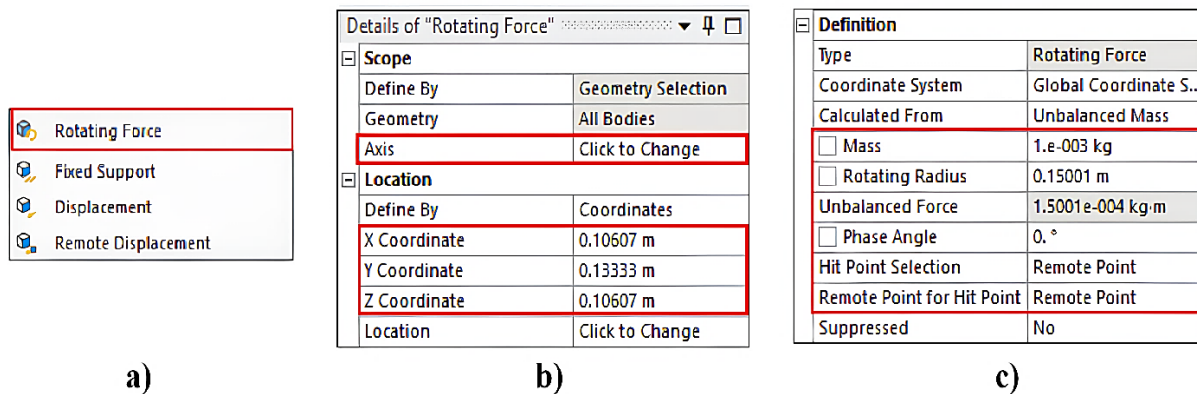 Rotating Force
Fixed Support
Displacement
Remote Displacement
a)
Details of "Rotating Force"
Scope
Define By Geometry Selection
Geometry All Bodies
Axis Click to Change
Location
Define By Coordinates
X Coordinate 0.10607 m
Y Coordinate 0.13333 m
Z Coordinate 0.10607 m
Location Click to Change
b)
Definition
Type Rotating Force
Coordinate System Global Coordinate S...
Calculated From Unbalanced Mass
Mass 1.e-003 kg
Rotating Radius 0.15001 m
Unbalanced Force 1.5001e-004 kg·m
Phase Angle 0. °
Hit Point Selection Remote Point
Remote Point for Hit Point Remote Point
Suppressed No
c)